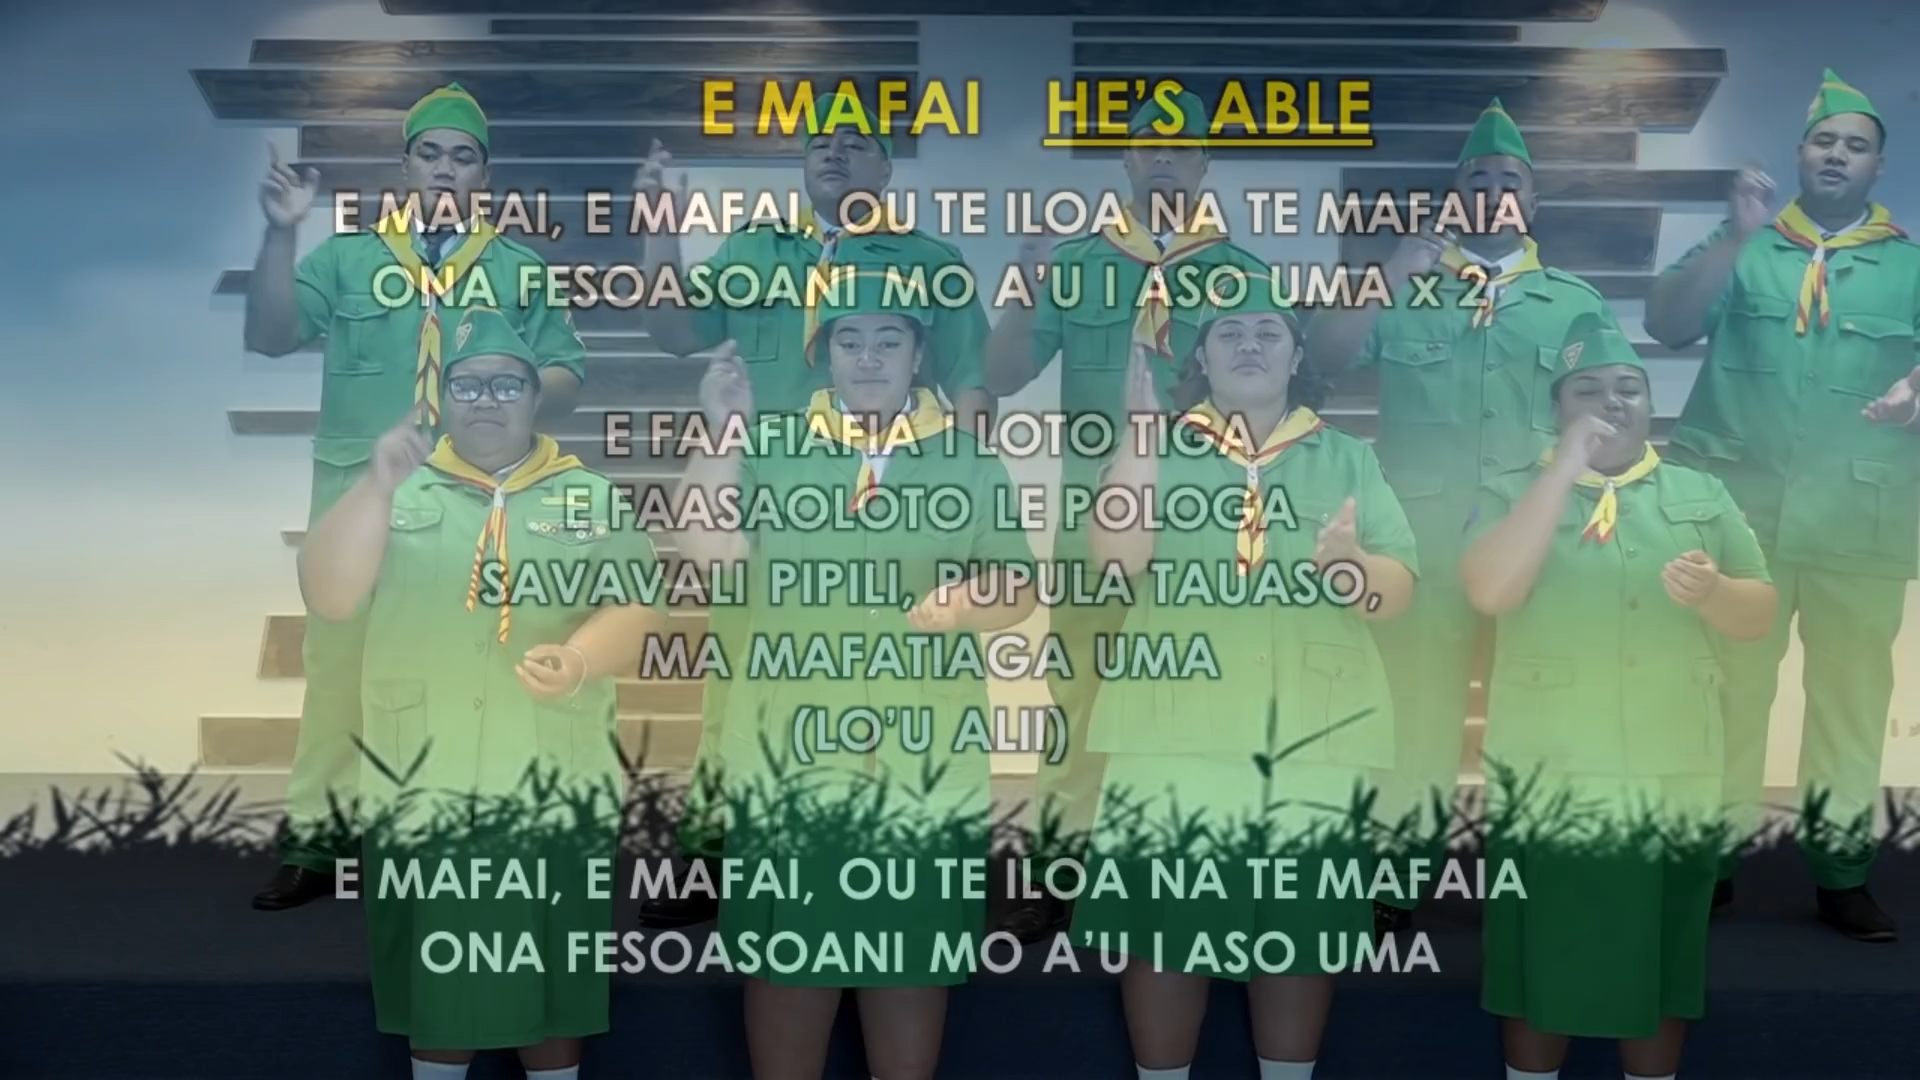 E MAFAI   HE'S ABLE
E MAFAI, E MAFAI, OU TE ILOA NA TE MAFAIA
ONA FESOASOANI MO A'U I ASO UMA x 2
E FAAFIAFIA I LOTO TIGA
E FAASAOLOTO LE POLOGA
SAVAVALI PIPILI, PUPULA TAUASO,
MA MAFATIAGA UMA
(LO'U ALII)
E MAFAI, E MAFAI, OU TE ILOA NA TE MAFAIA
ONA FESOASOANI MO A'U I ASO UMA